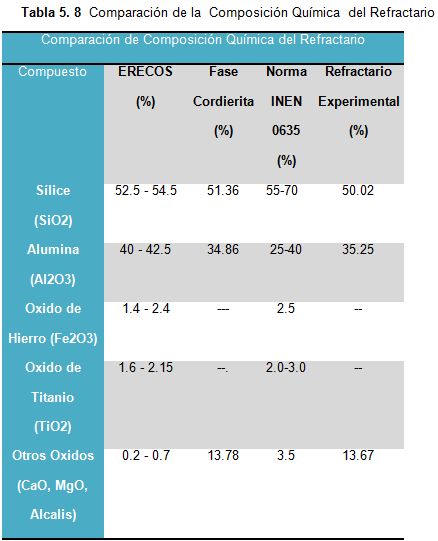 Tabla 5. 8 Comparación de la Composición Química del Refractario
Comparación de Composición Química del Refractario
Compuesto ERECOS (%) Fase Cordierita (%) Norma INEN 0635 (%) Refractario Experimental (%)
Sílice (SiO2) 52.5 - 54.5 51.36 55-70 50.02
Alumina (Al2O3) 40 - 42.5 34.86 25-40 35.25
Oxido de Hierro (Fe2O3) 1.4 - 2.4 --- 2.5 --
Oxido de Titanio (TiO2) 1.6 - 2.15 --. 2.0-3.0 --
Otros Oxidos (CaO, MgO, Alcalis) 0.2 - 0.7 13.78 3.5 13.67